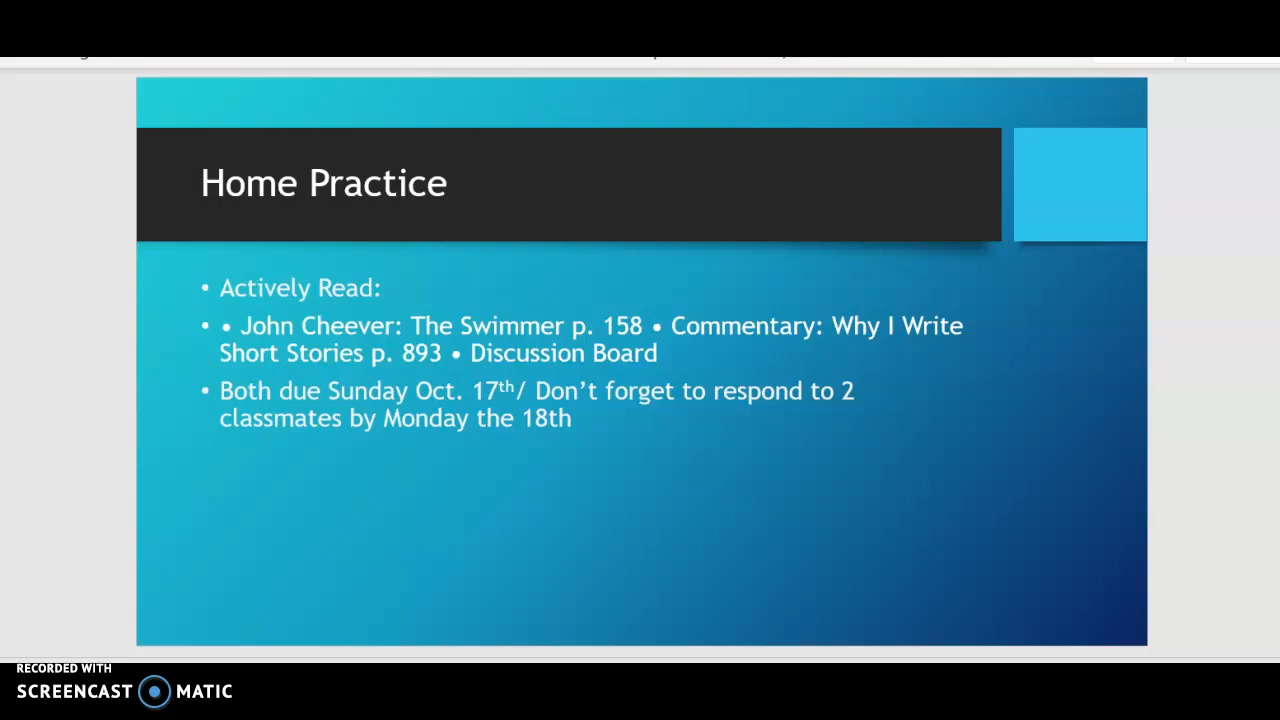 Home Practice
• Actively Read:
• • John Cheever: The Swimmer p. 158 • Commentary: Why I Write
Short Stories p. 893 • Discussion Board
• Both due Sunday Oct. 17th/ Don’t forget to respond to 2
classmates by Monday the 18th
RECORDED WITH
SCREENCAST MATIC